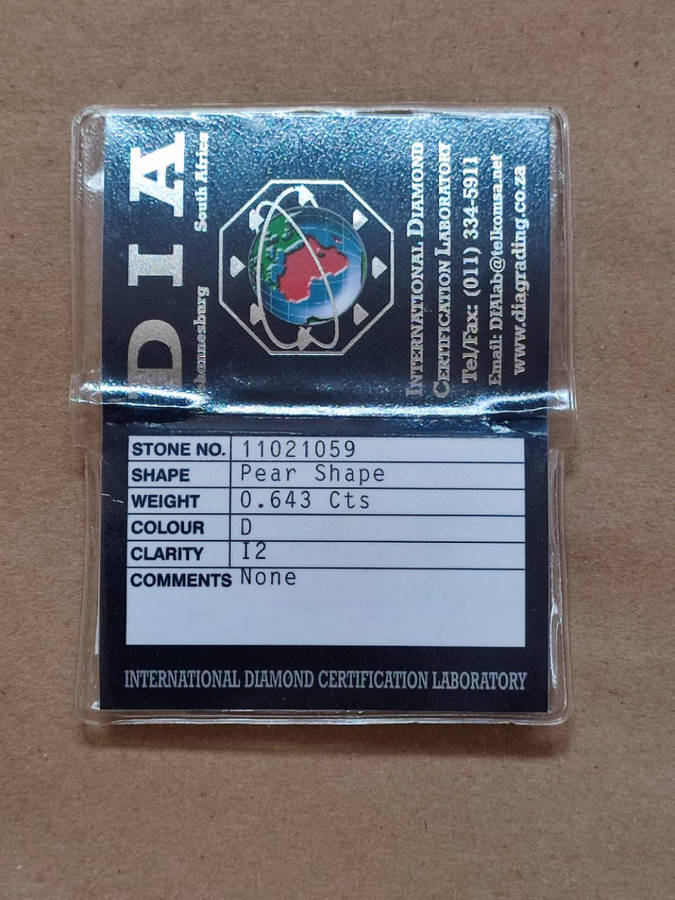 DIA
Johannesburg South Africa
INTERNATIONAL DIAMOND
CERTIFICATION LABORATORY
Tel/Fax: (011) 334-5911
Email: DIAlab@telkomsa.net
www.diagrading.co.za
STONE NO. 11021059
SHAPE Pear Shape
WEIGHT 0.643 Cts
COLOUR D
CLARITY I2
COMMENTS None
INTERNATIONAL DIAMOND CERTIFICATION LABORATORY